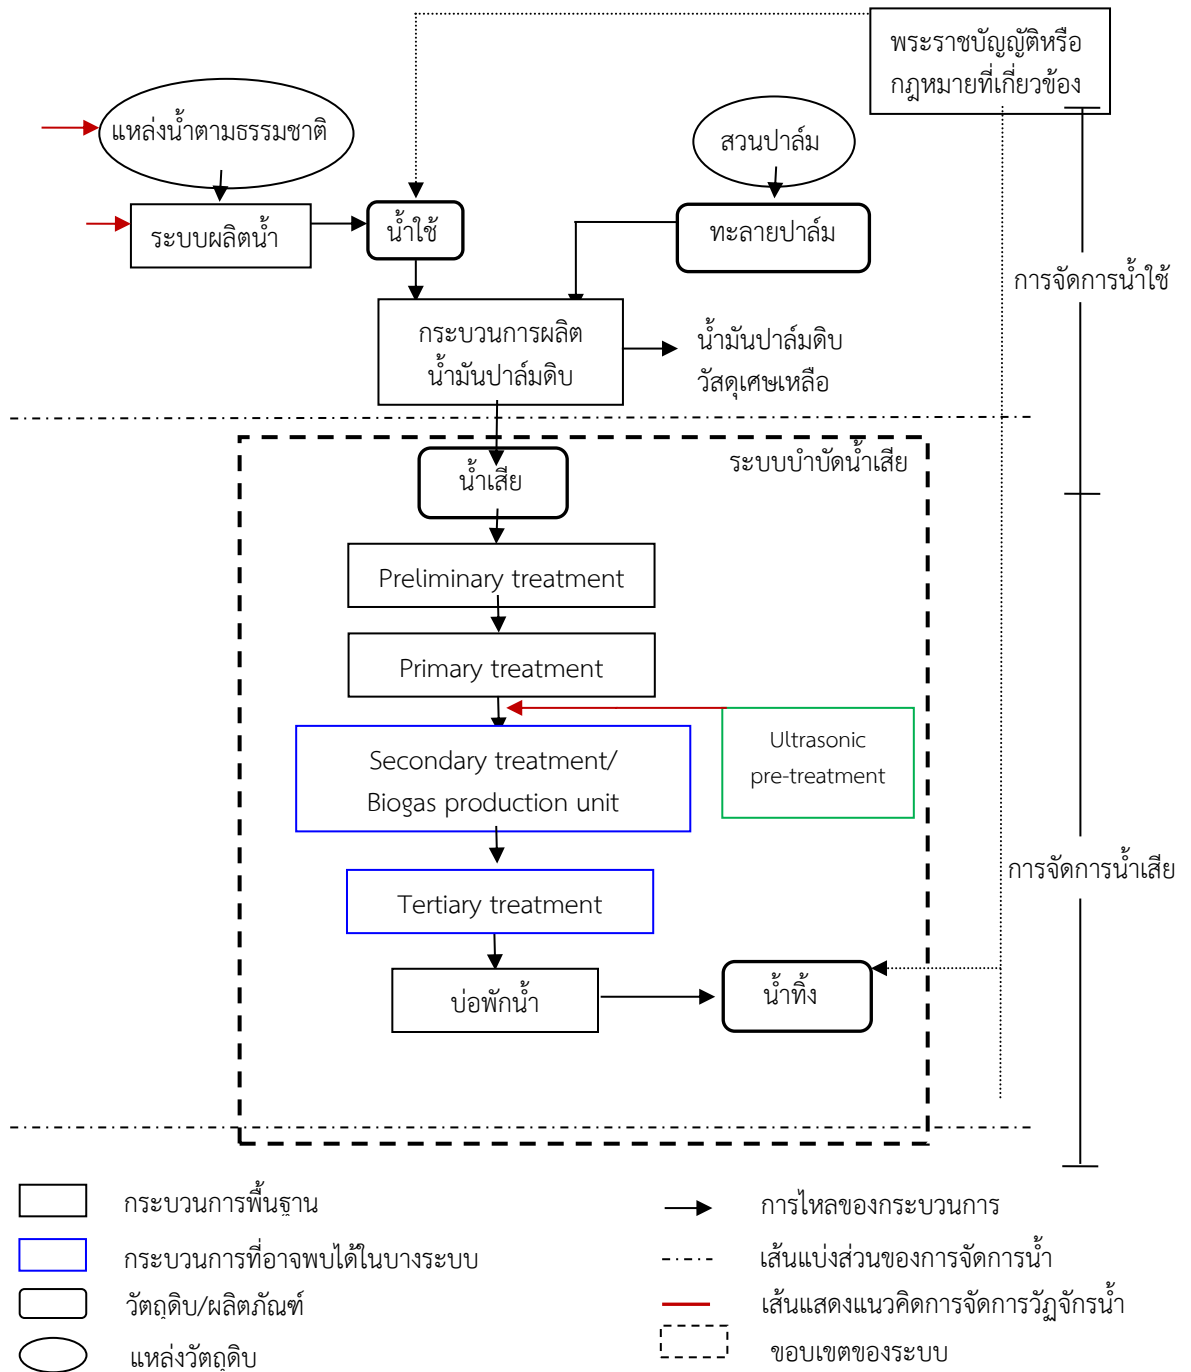 พระราชบัญญัติหรือ
กฎหมายที่เกี่ยวข้อง
แหล่งน้ำตามธรรมชาติ
สวนปาล์ม
ระบบผลิตน้ำ
น้ำใช้
ทะลายปาล์ม
การจัดการน้ำใช้
กระบวนการผลิต
น้ำมันปาล์มดิบ
น้ำมันปาล์มดิบ
วัสดุเศษเหลือ
ระบบบำบัดน้ำเสีย
น้ำเสีย
Preliminary treatment
Primary treatment
Ultrasonic
pre-treatment
Secondary treatment/
Biogas production unit
การจัดการน้ำเสีย
Tertiary treatment
บ่อพักน้ำ
น้ำทิ้ง
กระบวนการพื้นฐาน
การไหลของกระบวนการ
กระบวนการที่อาจพบได้ในบางระบบ
เส้นแบ่งส่วนของการจัดการน้ำ
วัตถุดิบ/ผลิตภัณฑ์
เส้นแสดงแนวคิดการจัดการวัฏจักรน้ำ
แหล่งวัตถุดิบ
ขอบเขตของระบบ